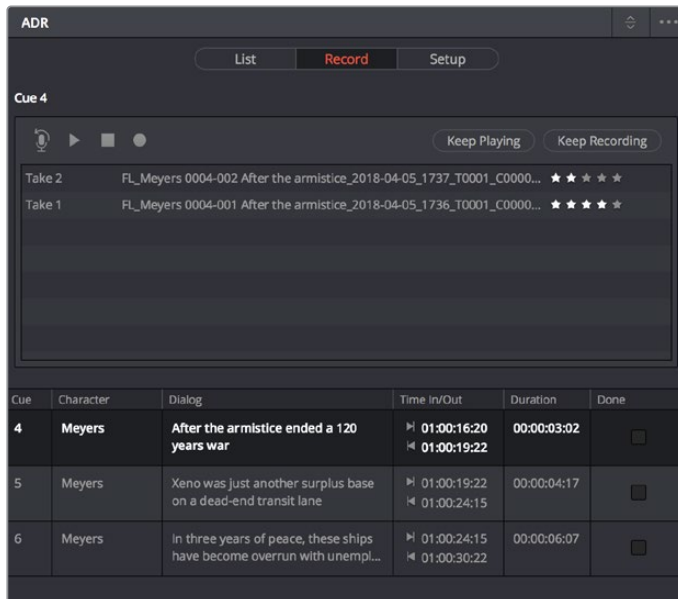 ADR
List Record Setup
Cue 4
Keep Playing Keep Recording
Take 2 FL_Meyers 0004-002 After the armistice_2018-04-05_1737_T0001_C0000...
Take 1 FL_Meyers 0004-001 After the armistice_2018-04-05_1736_T0001_C0000...
Cue Character Dialog Time In/Out Duration Done
4 Meyers After the armistice ended a 120 01:00:16:20 00:00:03:02
years war 01:00:19:22
5 Meyers Xeno was just another surplus base 01:00:19:22 00:00:04:17
on a dead-end transit lane 01:00:24:15
6 Meyers In three years of peace, these ships 01:00:24:15 00:00:06:07
have become overrun with unempl... 01:00:30:22